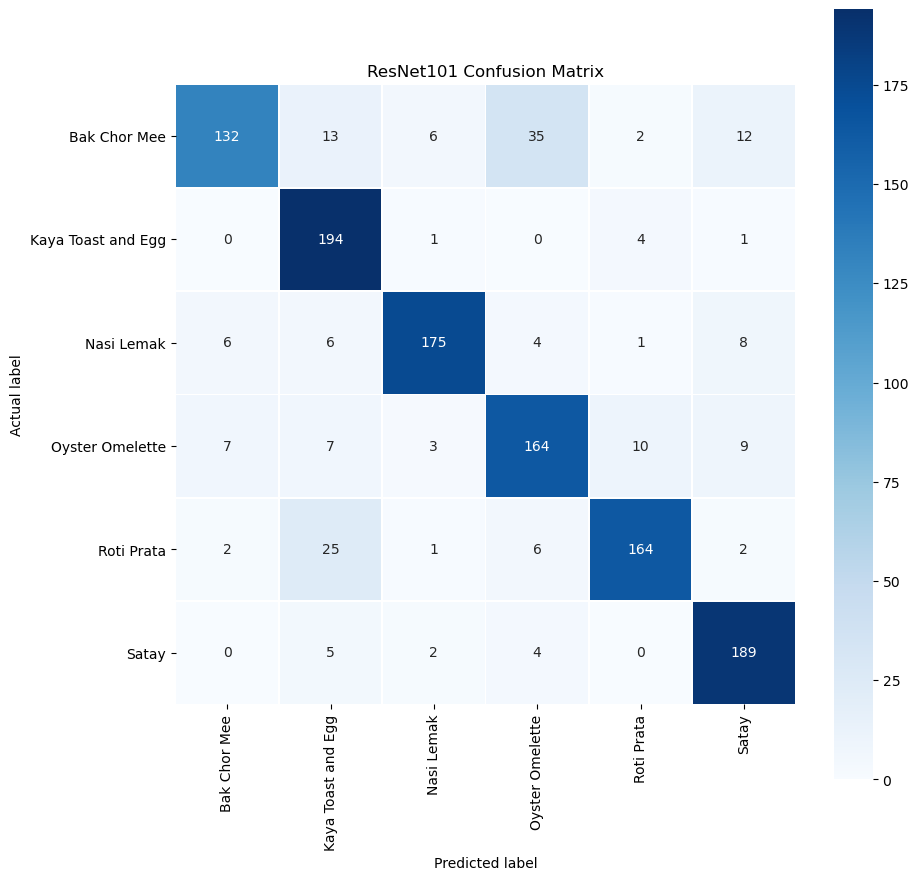 ResNet101 Confusion Matrix
Actual label
Bak Chor Mee 132 13 6 35 2 12
Kaya Toast and Egg 0 194 1 0 4 1
Nasi Lemak 6 6 175 4 1 8
Oyster Omelette 7 7 3 164 10 9
Roti Prata 2 25 1 6 164 2
Satay 0 5 2 4 0 189
Bak Chor Mee
Kaya Toast and Egg
Nasi Lemak
Oyster Omelette
Roti Prata
Satay
Predicted label
175
150
125
100
75
50
25
0